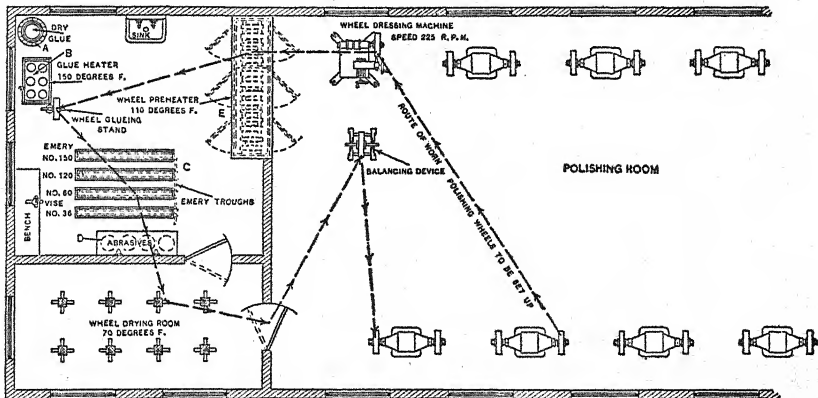 DRY
GLUE
A
B
SINK
GLUE HEATER
150 DEGREES F.
WHEEL PREHEATER
110 DEGREES F.
E
WHEEL GLUEING
STAND
WHEEL DRESSING MACHINE
SPEED 225 R.P.M.
EMERY
NO. 150
NO. 120
NO. 60
NO. 36
C
EMERY TROUGHS
VISE
BENCH
D
ABRASIVES
BALANCING DEVICE
ROUTE OF WORN POLISHING WHEELS TO BE SET UP
POLISHING ROOM
WHEEL DRYING ROOM
70 DEGREES F.